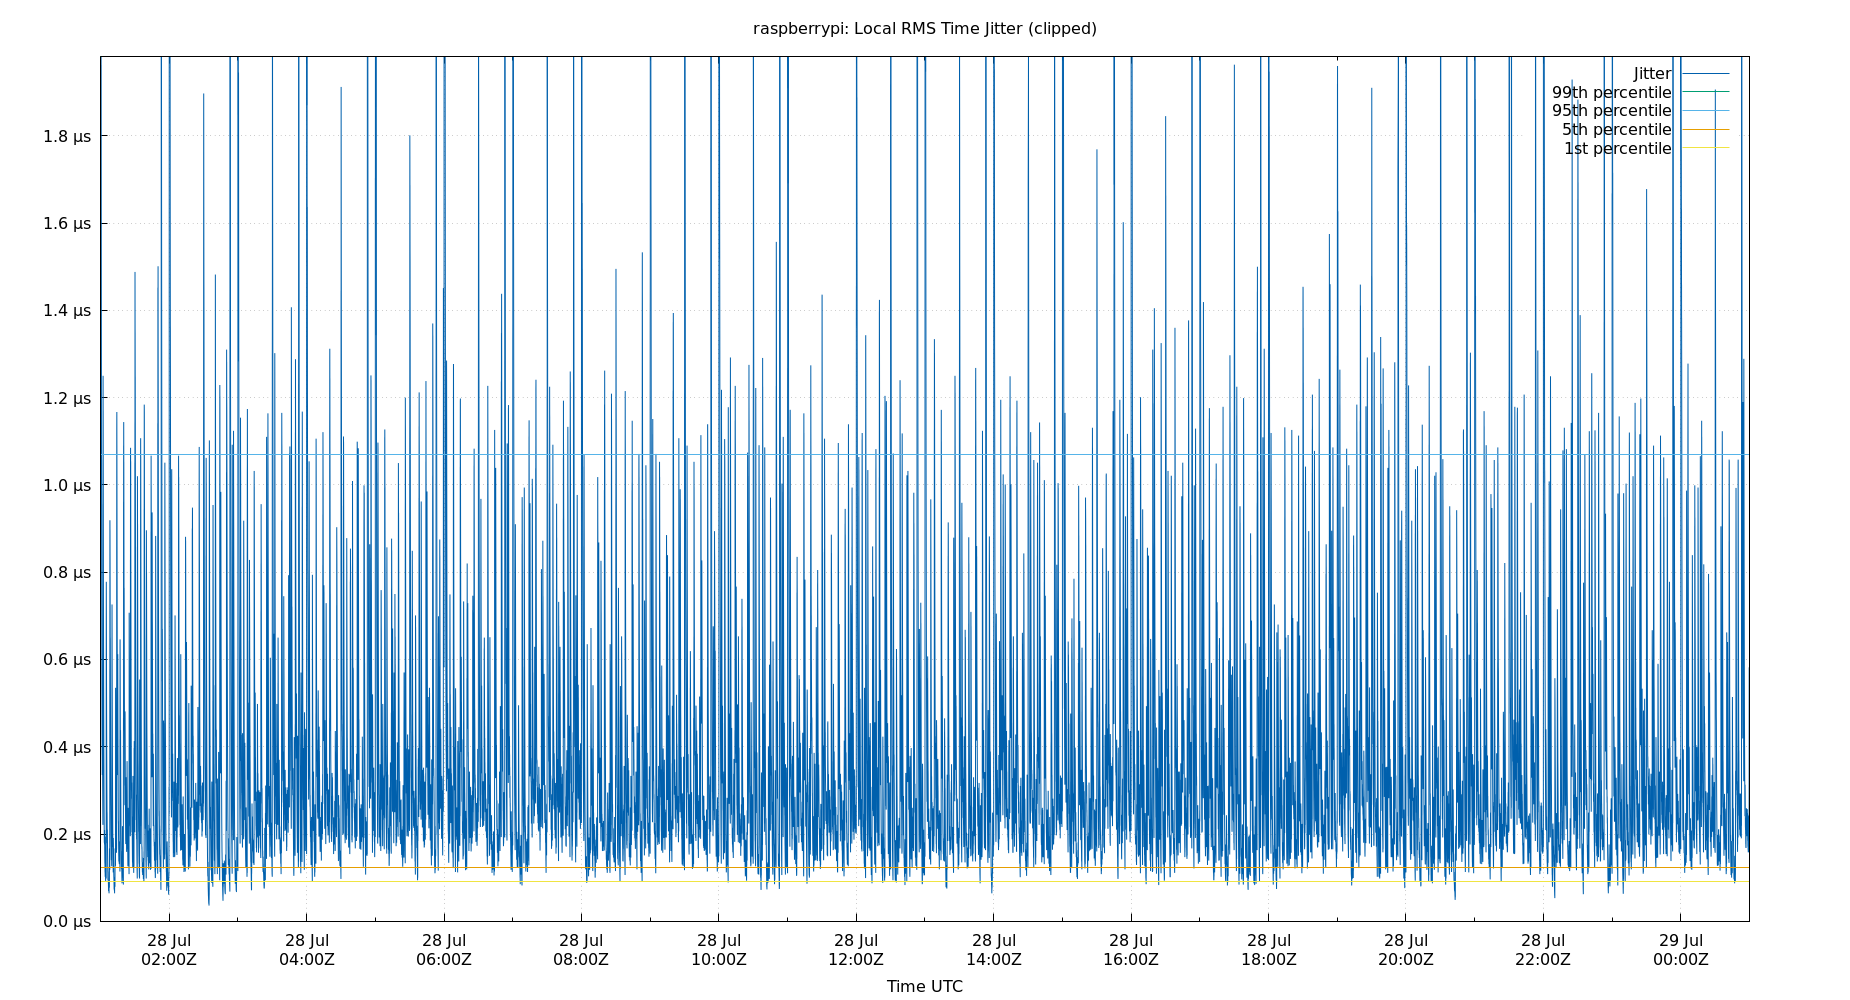 raspberrypi: Local RMS Time Jitter (clipped)
Jitter
99th percentile
95th percentile
5th percentile
1st percentile
1.8 μs
1.6 μs
1.4 μs
1.2 μs
1.0 μs
0.8 μs
0.6 μs
0.4 μs
0.2 μs
0.0 μs
28 Jul 28 Jul 28 Jul 28 Jul 28 Jul 28 Jul 28 Jul 28 Jul 28 Jul 28 Jul 28 Jul 29 Jul
02:00Z 04:00Z 06:00Z 08:00Z 10:00Z 12:00Z 14:00Z 16:00Z 18:00Z 20:00Z 22:00Z 00:00Z
Time UTC